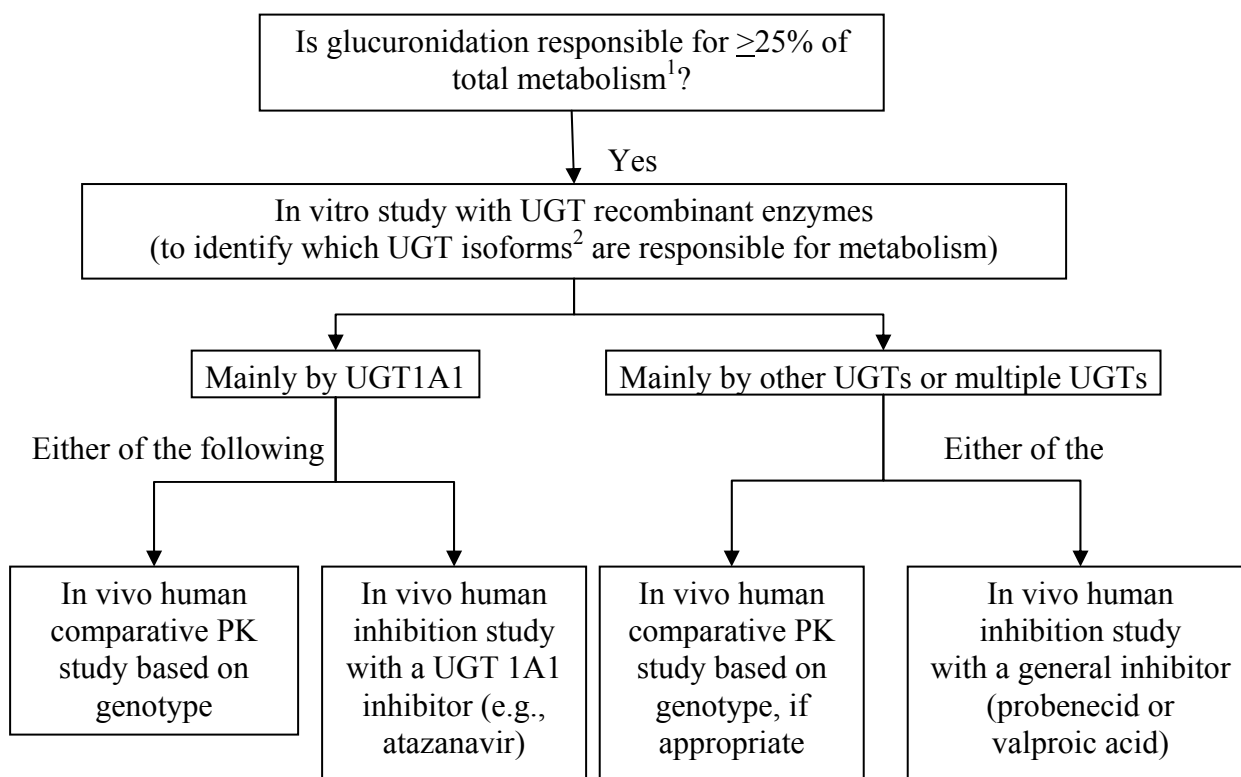 Is glucuronidation responsible for ≥25% of
total metabolism¹?
Yes
In vitro study with UGT recombinant enzymes
(to identify which UGT isoforms² are responsible for metabolism)
Mainly by UGT1A1
Mainly by other UGTs or multiple UGTs
Either of the following
Either of the
In vivo human
comparative PK
study based on
genotype
In vivo human
inhibition study
with a UGT 1A1
inhibitor (e.g.,
atazanavir)
In vivo human
comparative PK
study based on
genotype, if
appropriate
In vivo human
inhibition study
with a general inhibitor
(probenecid or
valproic acid)